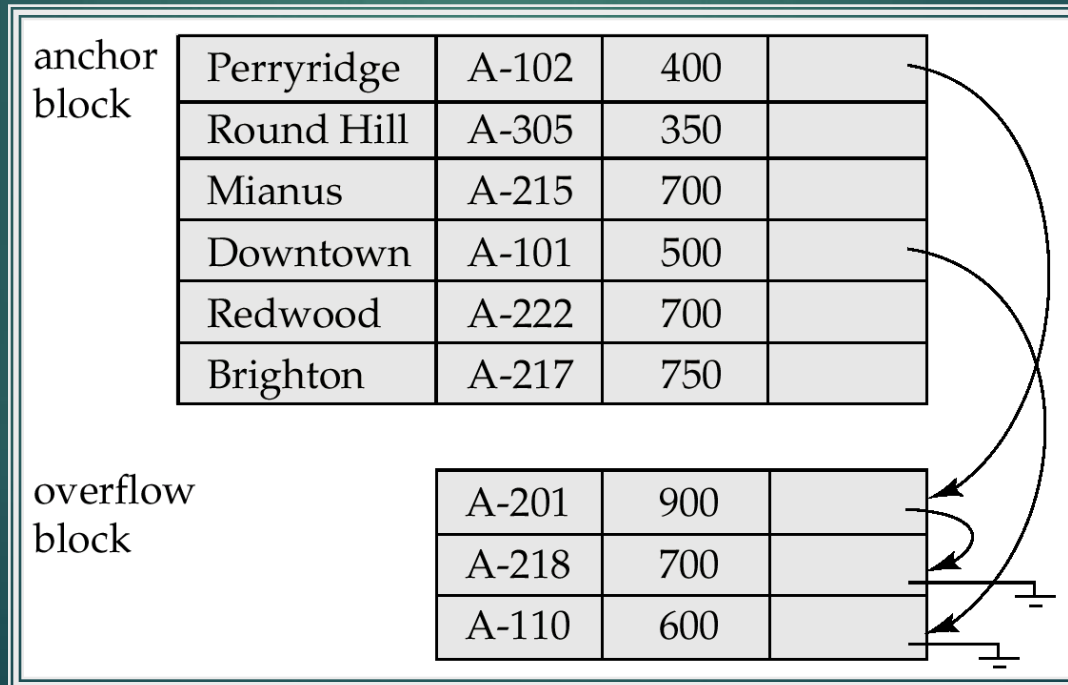 anchor block
Perryridge A-102 400
Round Hill A-305 350
Mianus A-215 700
Downtown A-101 500
Redwood A-222 700
Brighton A-217 750
overflow block
A-201 900
A-218 700
A-110 600